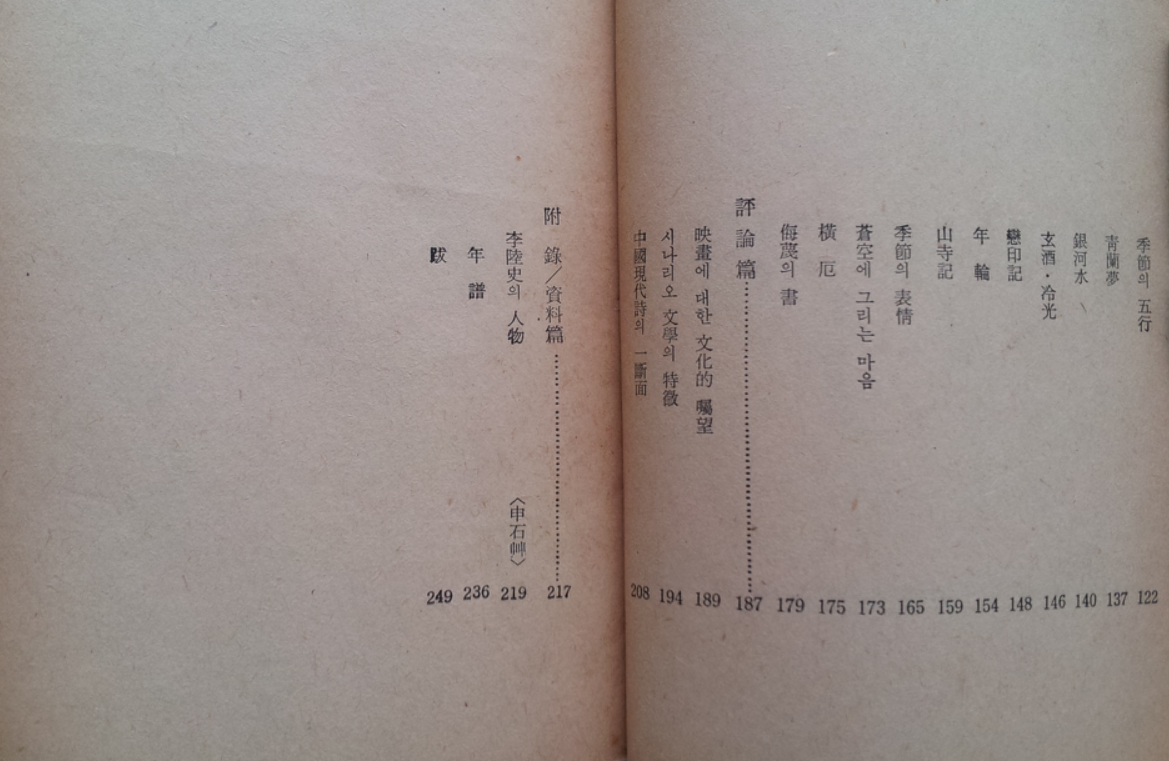 季節의 五行 122
靑蘭夢 137
銀河水 140
玄酒・冷光 146
戀印記 148
年輪 154
山寺記 159
季節의 表情 165
蒼空에 그리는 마음 173
橫厄 175
侮蔑의 書 179
評論篇 187
映畫에 대한 文化的 囑望 189
시나리오 文學의 特徵 194
中國現代詩의 一斷面 208
附錄/資料篇 217
李陸史의 人物 〈申石艸〉 219
年譜 236
跋 249